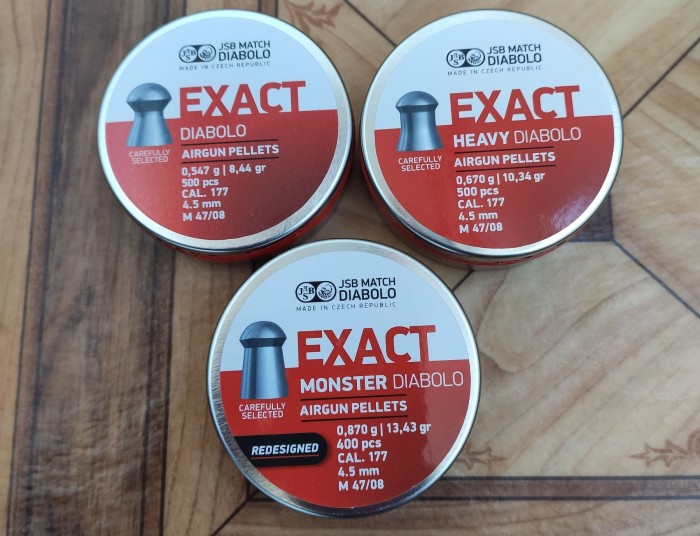 JSB MATCH
DIABOLO
MADE IN CZECH REPUBLIC
EXACT
DIABOLO
AIRGUN PELLETS
CAREFULLY
SELECTED
0,547 g | 8,44 gr
500 pcs
CAL. 177
4.5 mm
M 47/08
JSB MATCH
DIABOLO
MADE IN CZECH REPUBLIC
EXACT
HEAVY DIABOLO
AIRGUN PELLETS
CAREFULLY
SELECTED
0,670 g | 10,34 gr
500 pcs
CAL. 177
4.5 mm
M 47/08
JSB
JSB MATCH
DIABOLO
MADE IN CZECH REPUBLIC
EXACT
MONSTER DIABOLO
AIRGUN PELLETS
CAREFULLY
SELECTED
REDESIGNED
0,870 g | 13,43 gr
400 pcs
CAL. 177
4.5 mm
M 47/08